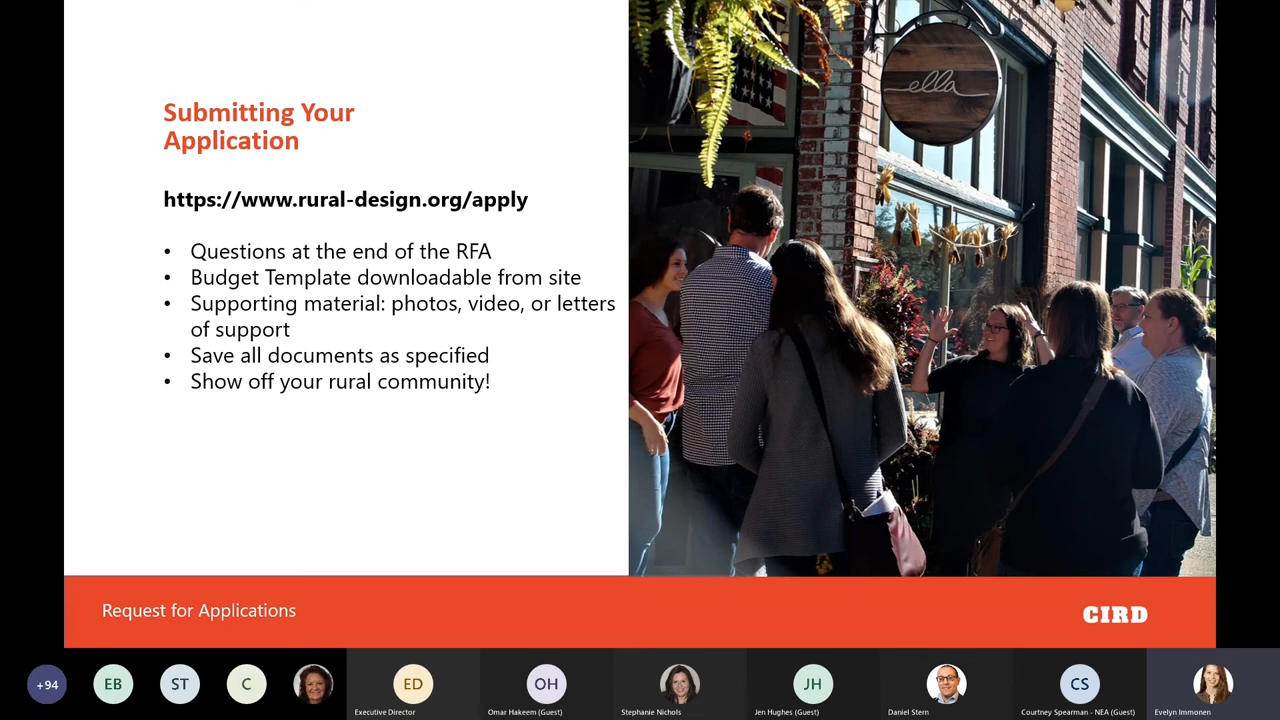 Submitting Your
Application
https://www.rural-design.org/apply
• Questions at the end of the RFA
• Budget Template downloadable from site
• Supporting material: photos, video, or letters
of support
• Save all documents as specified
• Show off your rural community!
ella
Request for Applications
CIRD
+94
EB
ST
C
ED
OH
JH
CS
Executive Director
Omar Hakeem (Guest)
Stephanie Nichols
Jen Hughes (Guest)
Daniel Stern
Courtney Spearman - NEA (Guest)
Evelyn Immonen